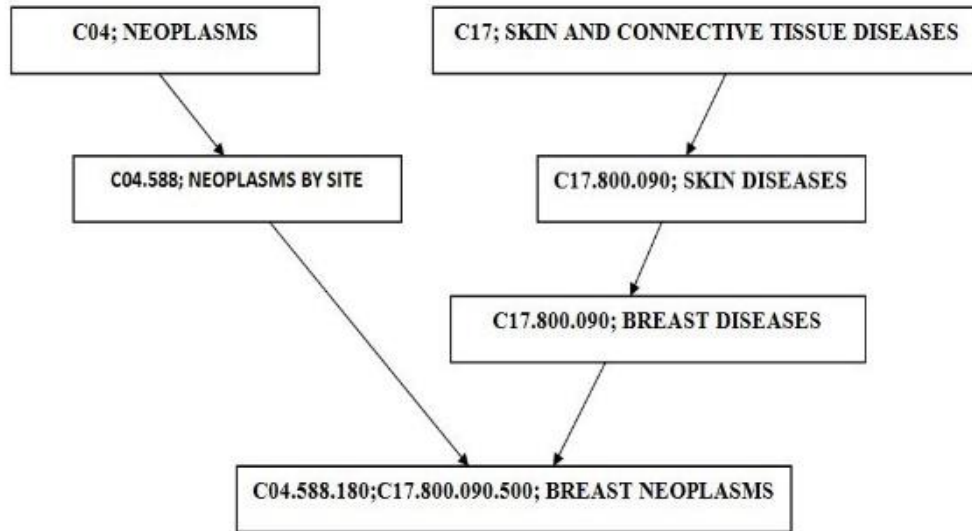 C04; NEOPLASMS
C17; SKIN AND CONNECTIVE TISSUE DISEASES
C04.588; NEOPLASMS BY SITE
C17.800.090; SKIN DISEASES
C17.800.090; BREAST DISEASES
C04.588.180;C17.800.090.500; BREAST NEOPLASMS